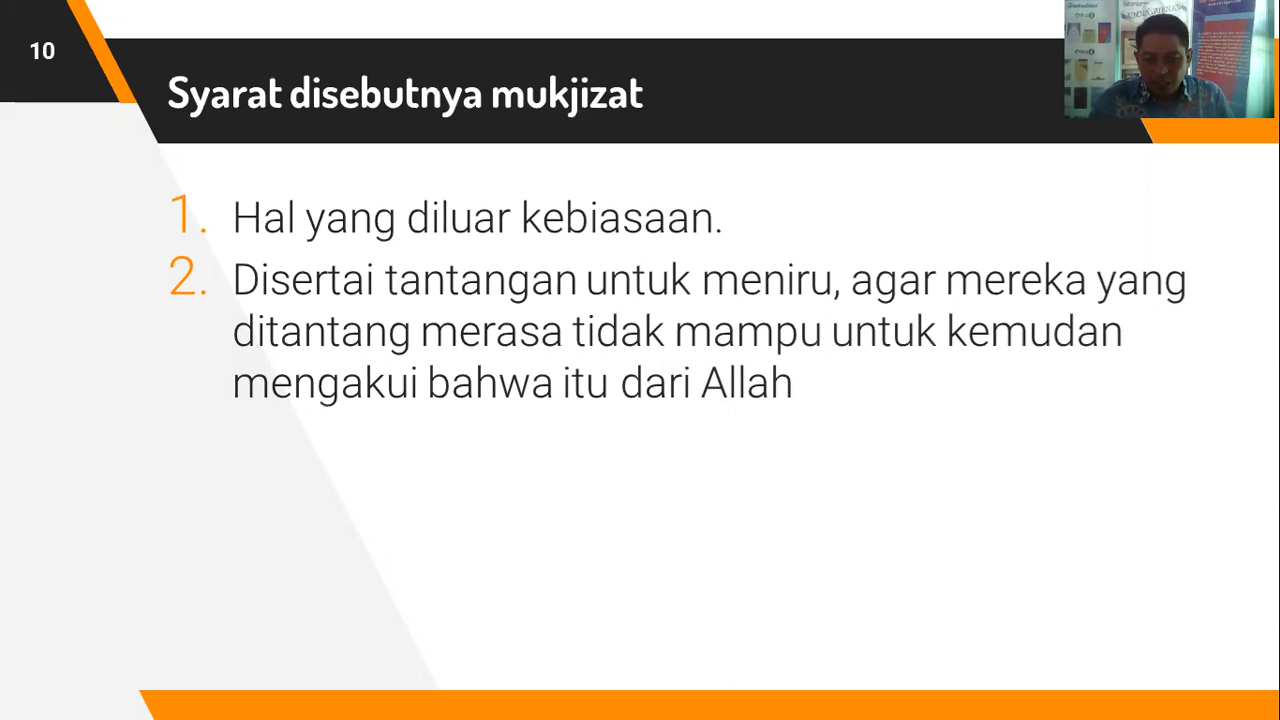 10
Syarat disebutnya mukjizat
1. Hal yang diluar kebiasaan.
2. Disertai tantangan untuk meniru, agar mereka yang
ditantang merasa tidak mampu untuk kemudan
mengakui bahwa itu dari Allah